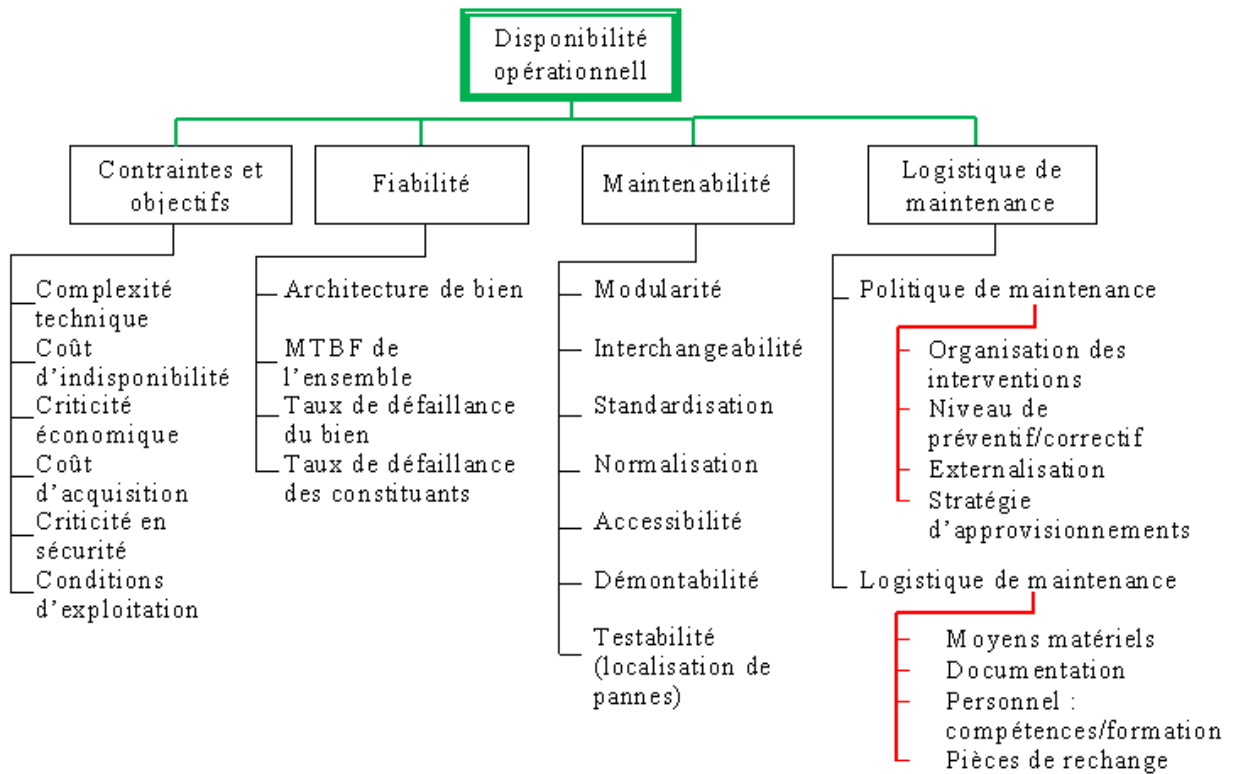 Disponibilité
opérationnell
Contraintes et
objectifs
Fiabilité
Maintenabilité
Logistique de
maintenance
Complexité
technique
Coût
d’indisponibilité
Criticité
économique
Coût
d’acquisition
Criticité en
sécurité
Conditions
d’exploitation
Architecture de bien
MTBF de
l’ensemble
Taux de défaillance
du bien
Taux de défaillance
des constituants
Modularité
Interchangeabilité
Standardisation
Normalisation
Accessibilité
Démontabilité
Testabilité
(localisation de
pannes)
Politique de maintenance
Organisation des
interventions
Niveau de
préventif/correctif
Externalisation
Stratégie
d’approvisionnements
Logistique de maintenance
Moyens matériels
Documentation
Personnel :
compétences/formation
Pièces de rechange